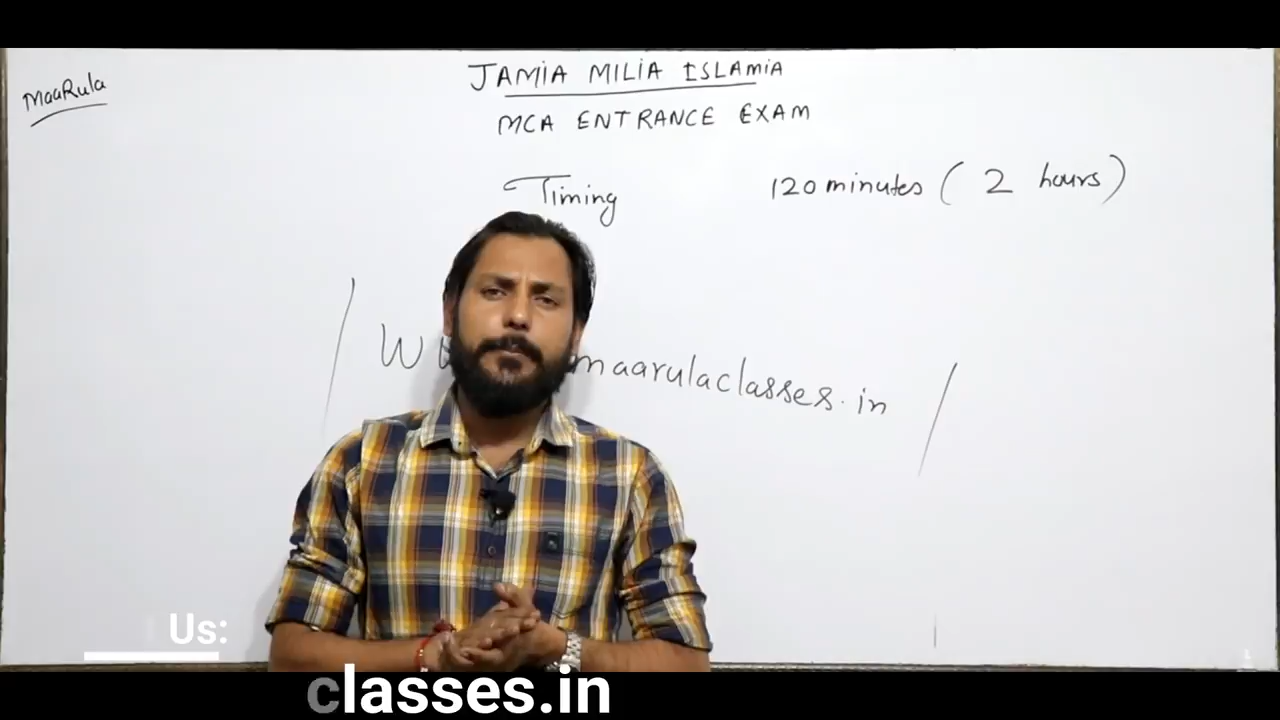 MaaRula
JAMIA MILIA ISLAMIA
MCA ENTRANCE EXAM
Timing 120 minutes ( 2 hours )
W maarulaclasses.in
Us:
classes.in